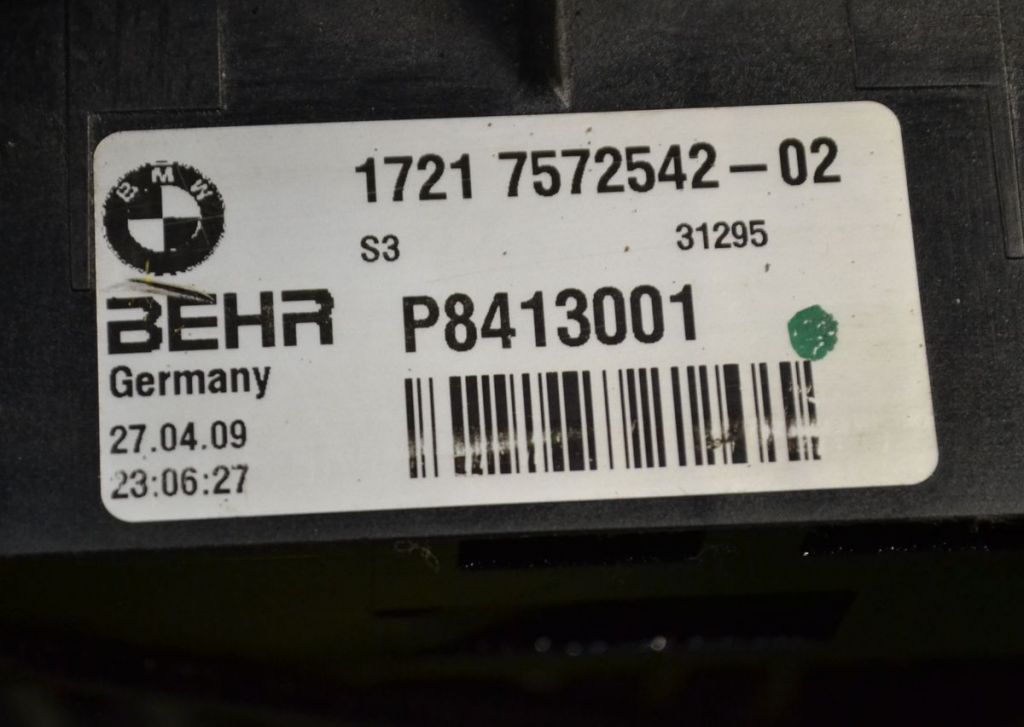 BMW
1721 7572542-02
S3 31295
BEHR P8413001
Germany
27.04.09
23:06:27